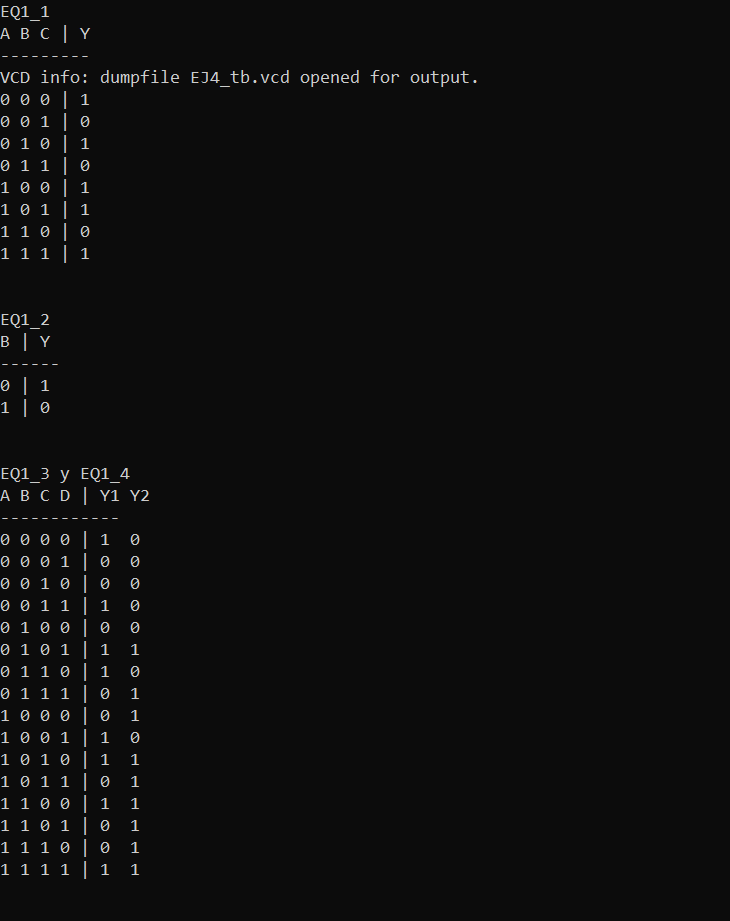 EQ1_1
A B C | Y
---------
VCD info: dumpfile EJ4_tb.vcd opened for output.
0 0 0 | 1
0 0 1 | 0
0 1 0 | 1
0 1 1 | 0
1 0 0 | 1
1 0 1 | 1
1 1 0 | 0
1 1 1 | 1
EQ1_2
B | Y
------
0 | 1
1 | 0
EQ1_3 y EQ1_4
A B C D | Y1 Y2
------------
0 0 0 0 | 1  0
0 0 0 1 | 0  0
0 0 1 0 | 0  0
0 0 1 1 | 1  0
0 1 0 0 | 0  0
0 1 0 1 | 1  1
0 1 1 0 | 1  0
0 1 1 1 | 0  1
1 0 0 0 | 0  1
1 0 0 1 | 1  0
1 0 1 0 | 1  1
1 0 1 1 | 0  1
1 1 0 0 | 1  1
1 1 0 1 | 0  1
1 1 1 0 | 0  1
1 1 1 1 | 1  1